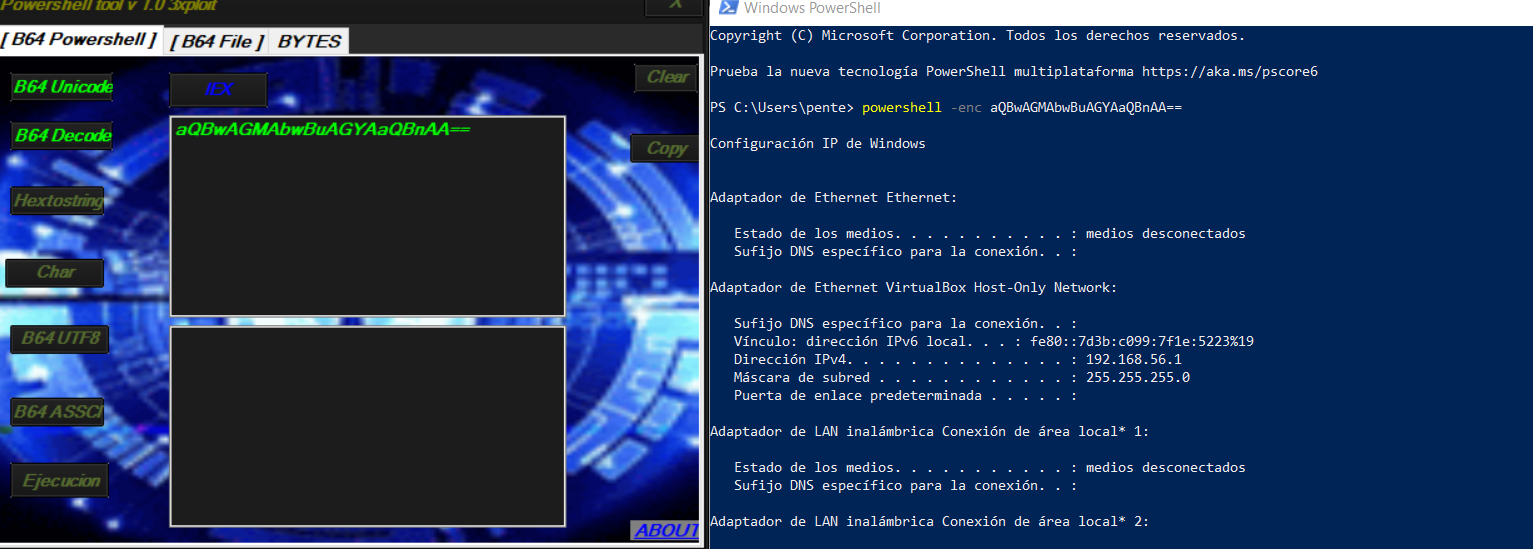 Powershell tool v 1.0 3xploit
X
[ B64 Powershell ]
[ B64 File ]
BYTES
B64 Unicode
IEX
Clear
B64 Decode
aQBwAGMAbwBuAGYAaQBnAA==
Copy
Hextostring
Char
B64 UTF8
B64 ASSCI
Ejecucion
ABOUT
Windows PowerShell
Copyright (C) Microsoft Corporation. Todos los derechos reservados.
Prueba la nueva tecnología PowerShell multiplataforma https://aka.ms/pscore6
PS C:\Users\pente> powershell -enc aQBwAGMAbwBuAGYAaQBnAA==
Configuración IP de Windows
Adaptador de Ethernet Ethernet:
Estado de los medios. . . . . . . . . . . : medios desconectados
Sufijo DNS específico para la conexión. . :
Adaptador de Ethernet VirtualBox Host-Only Network:
Sufijo DNS específico para la conexión. . :
Vínculo: dirección IPv6 local. . . : fe80::7d3b:c099:7f1e:5223%19
Dirección IPv4. . . . . . . . . . . . . . : 192.168.56.1
Máscara de subred . . . . . . . . . . . . : 255.255.255.0
Puerta de enlace predeterminada . . . . . :
Adaptador de LAN inalámbrica Conexión de área local* 1:
Estado de los medios. . . . . . . . . . . : medios desconectados
Sufijo DNS específico para la conexión. . :
Adaptador de LAN inalámbrica Conexión de área local* 2: